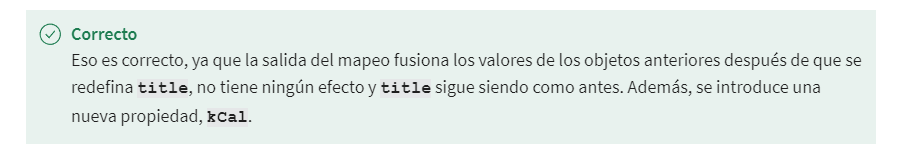 Correcto
Eso es correcto, ya que la salida del mapeo fusiona los valores de los objetos anteriores después de que se
redefina title, no tiene ningún efecto y title sigue siendo como antes. Además, se introduce una
nueva propiedad, kCal.